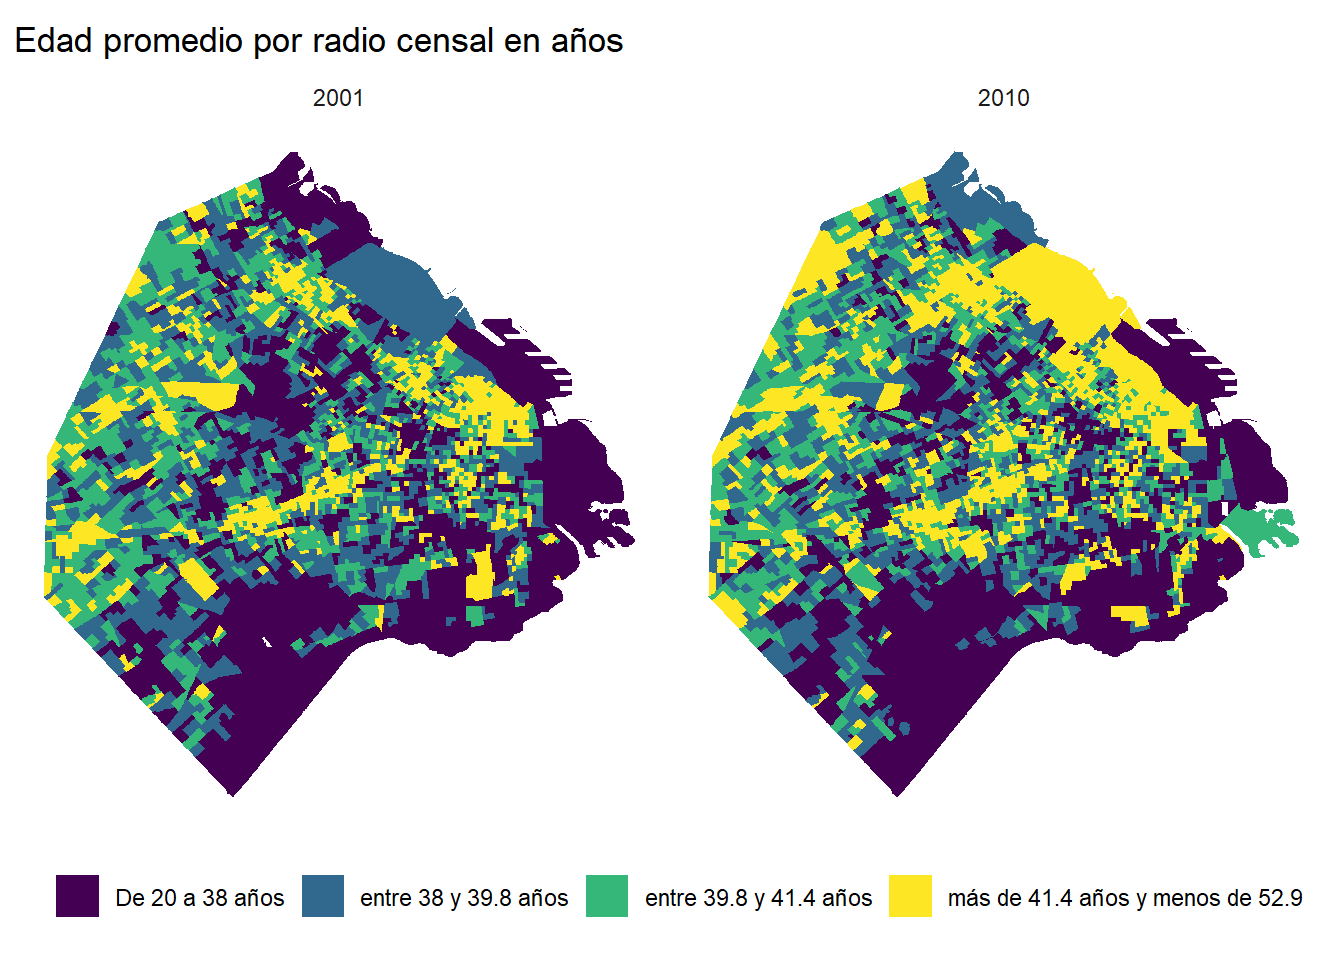 Edad promedio por radio censal en años
2001
2010
De 20 a 38 años
entre 38 y 39.8 años
entre 39.8 y 41.4 años
más de 41.4 años y menos de 52.9